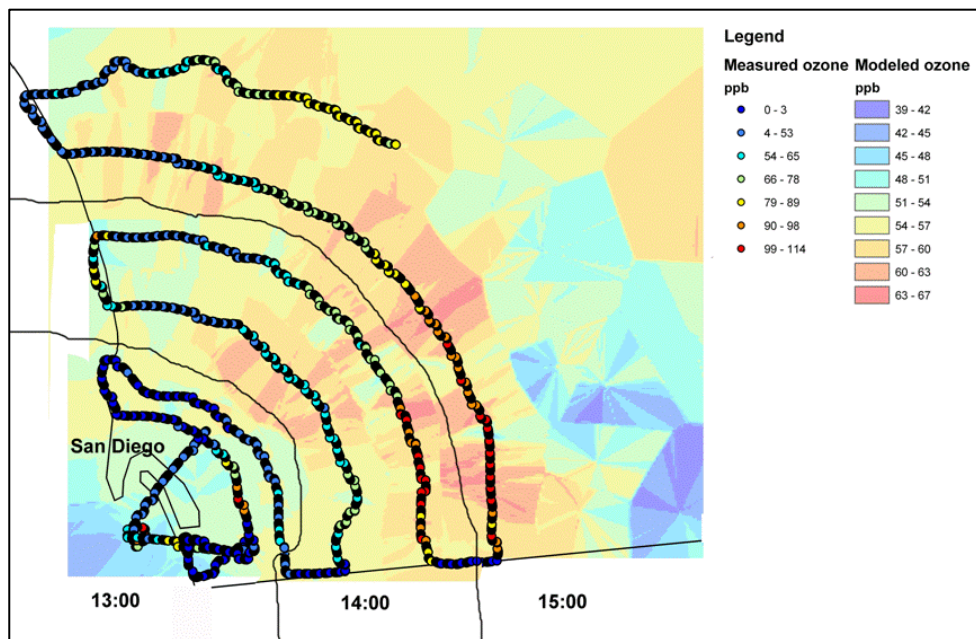 Legend
Measured ozone Modeled ozone
ppb ppb
0 - 3 39 - 42
4 - 53 42 - 45
54 - 65 45 - 48
66 - 78 48 - 51
79 - 89 51 - 54
90 - 98 54 - 57
99 - 114 57 - 60
60 - 63
63 - 67
San Diego
13:00 14:00 15:00